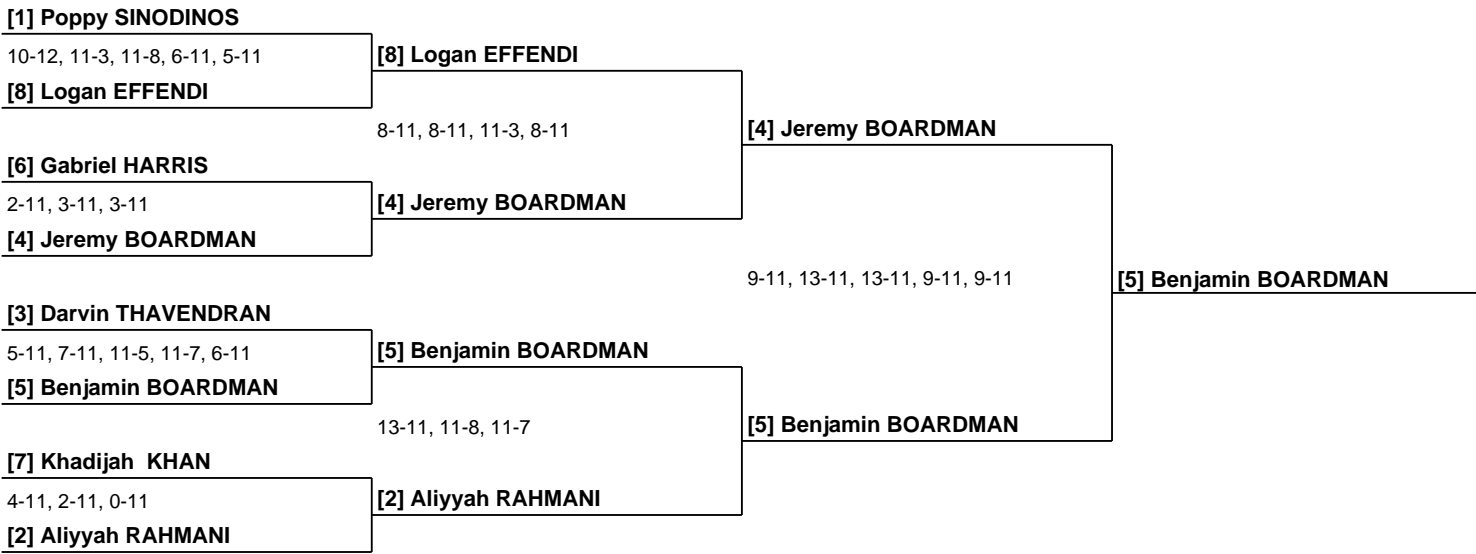 [1] Poppy SINODINOS
10-12, 11-3, 11-8, 6-11, 5-11
[8] Logan EFFENDI
[8] Logan EFFENDI
8-11, 8-11, 11-3, 8-11
[4] Jeremy BOARDMAN
[6] Gabriel HARRIS
2-11, 3-11, 3-11
[4] Jeremy BOARDMAN
[4] Jeremy BOARDMAN
9-11, 13-11, 13-11, 9-11, 9-11
[5] Benjamin BOARDMAN
[3] Darvin THAVENDRAN
5-11, 7-11, 11-5, 11-7, 6-11
[5] Benjamin BOARDMAN
[5] Benjamin BOARDMAN
13-11, 11-8, 11-7
[5] Benjamin BOARDMAN
[7] Khadijah  KHAN
4-11, 2-11, 0-11
[2] Aliyyah RAHMANI
[2] Aliyyah RAHMANI